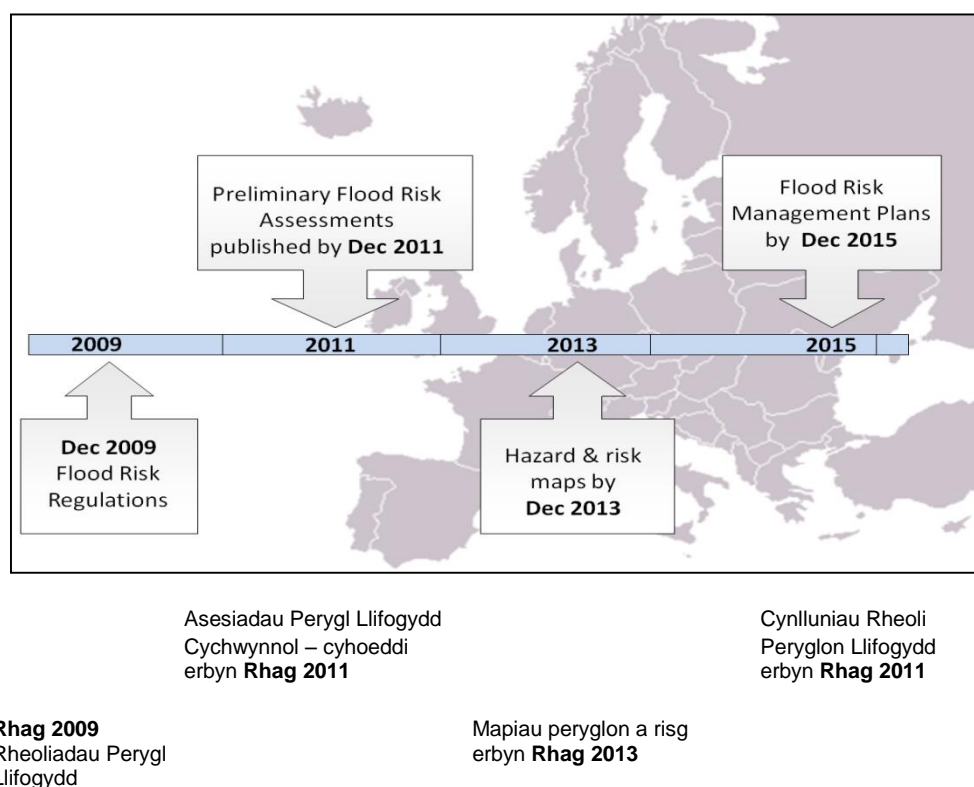 Preliminary Flood Risk
Assessments
published by Dec 2011
Flood Risk
Management Plans
by Dec 2015
2009
2011
2013
2015
Dec 2009
Flood Risk
Regulations
Hazard & risk
maps by
Dec 2013
Asesiadau Perygl Llifogydd
Cychwynnol – cyhoeddi
erbyn Rhag 2011
Cynlluniau Rheoli
Peryglon Llifogydd
erbyn Rhag 2011
Rhag 2009
Rheoliadau Perygl
Llifogydd
Mapiau peryglon a risg
erbyn Rhag 2013